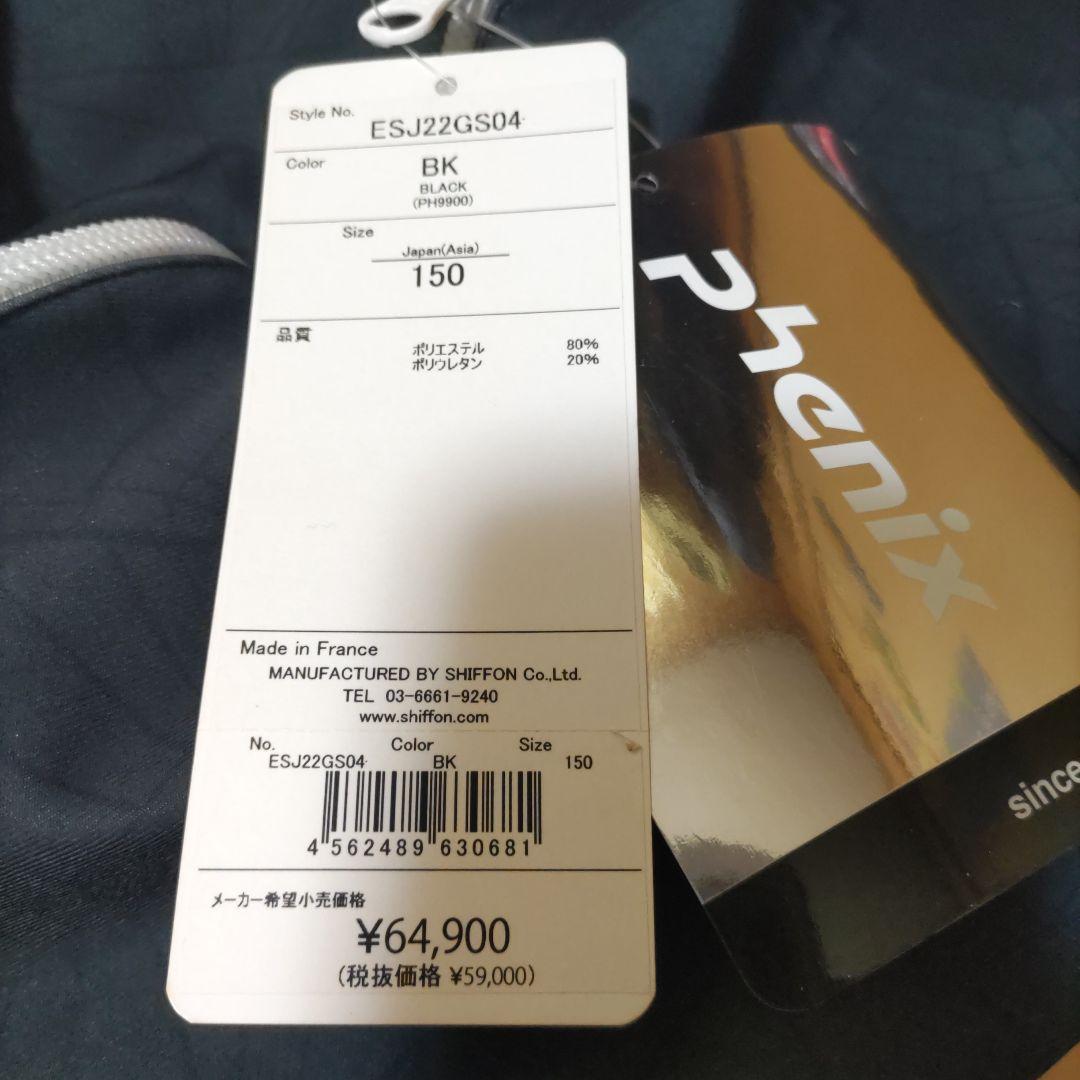 Style No. ESJ22GS04
Color BK
BLACK
(PH9900)
Size
Japan(Asia)
150
品質
ポリエステル 80%
ポリウレタン 20%
Made in France
MANUFACTURED BY SHIFFON Co.,Ltd.
TEL 03-6661-9240
www.shiffon.com
No. Color Size
ESJ22GS04 BK 150
4 562489 630681
メーカー希望小売価格
¥64,900
(税抜価格 ¥59,000)
Phenix
since